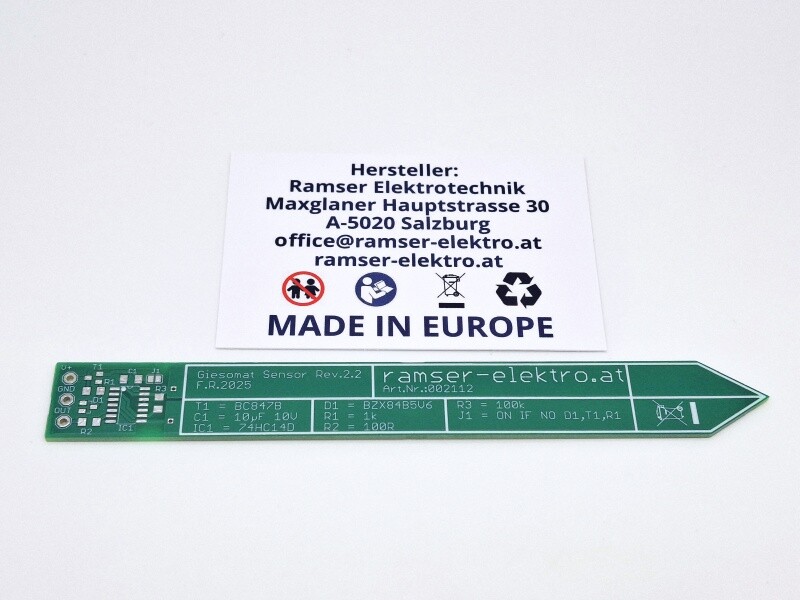 Hersteller:
Ramser Elektrotechnik
Maxglaner Hauptstrasse 30
A-5020 Salzburg
office@ramser-elektro.at
ramser-elektro.at
MADE IN EUROPE
V+
GND
OUT
T1
R1
C1
J1
R3
D1
R2
IC1
Giesomat Sensor Rev.2.2
F.R.2025
ramser-elektro.at
Art.Nr.:002112
T1 = BC847B
C1 = 10µF 10V
IC1 = 74HC14D
D1 = BZX84B5V6
R1 = 1k
R2 = 100R
R3 = 100k
J1 = ON IF NO D1,T1,R1